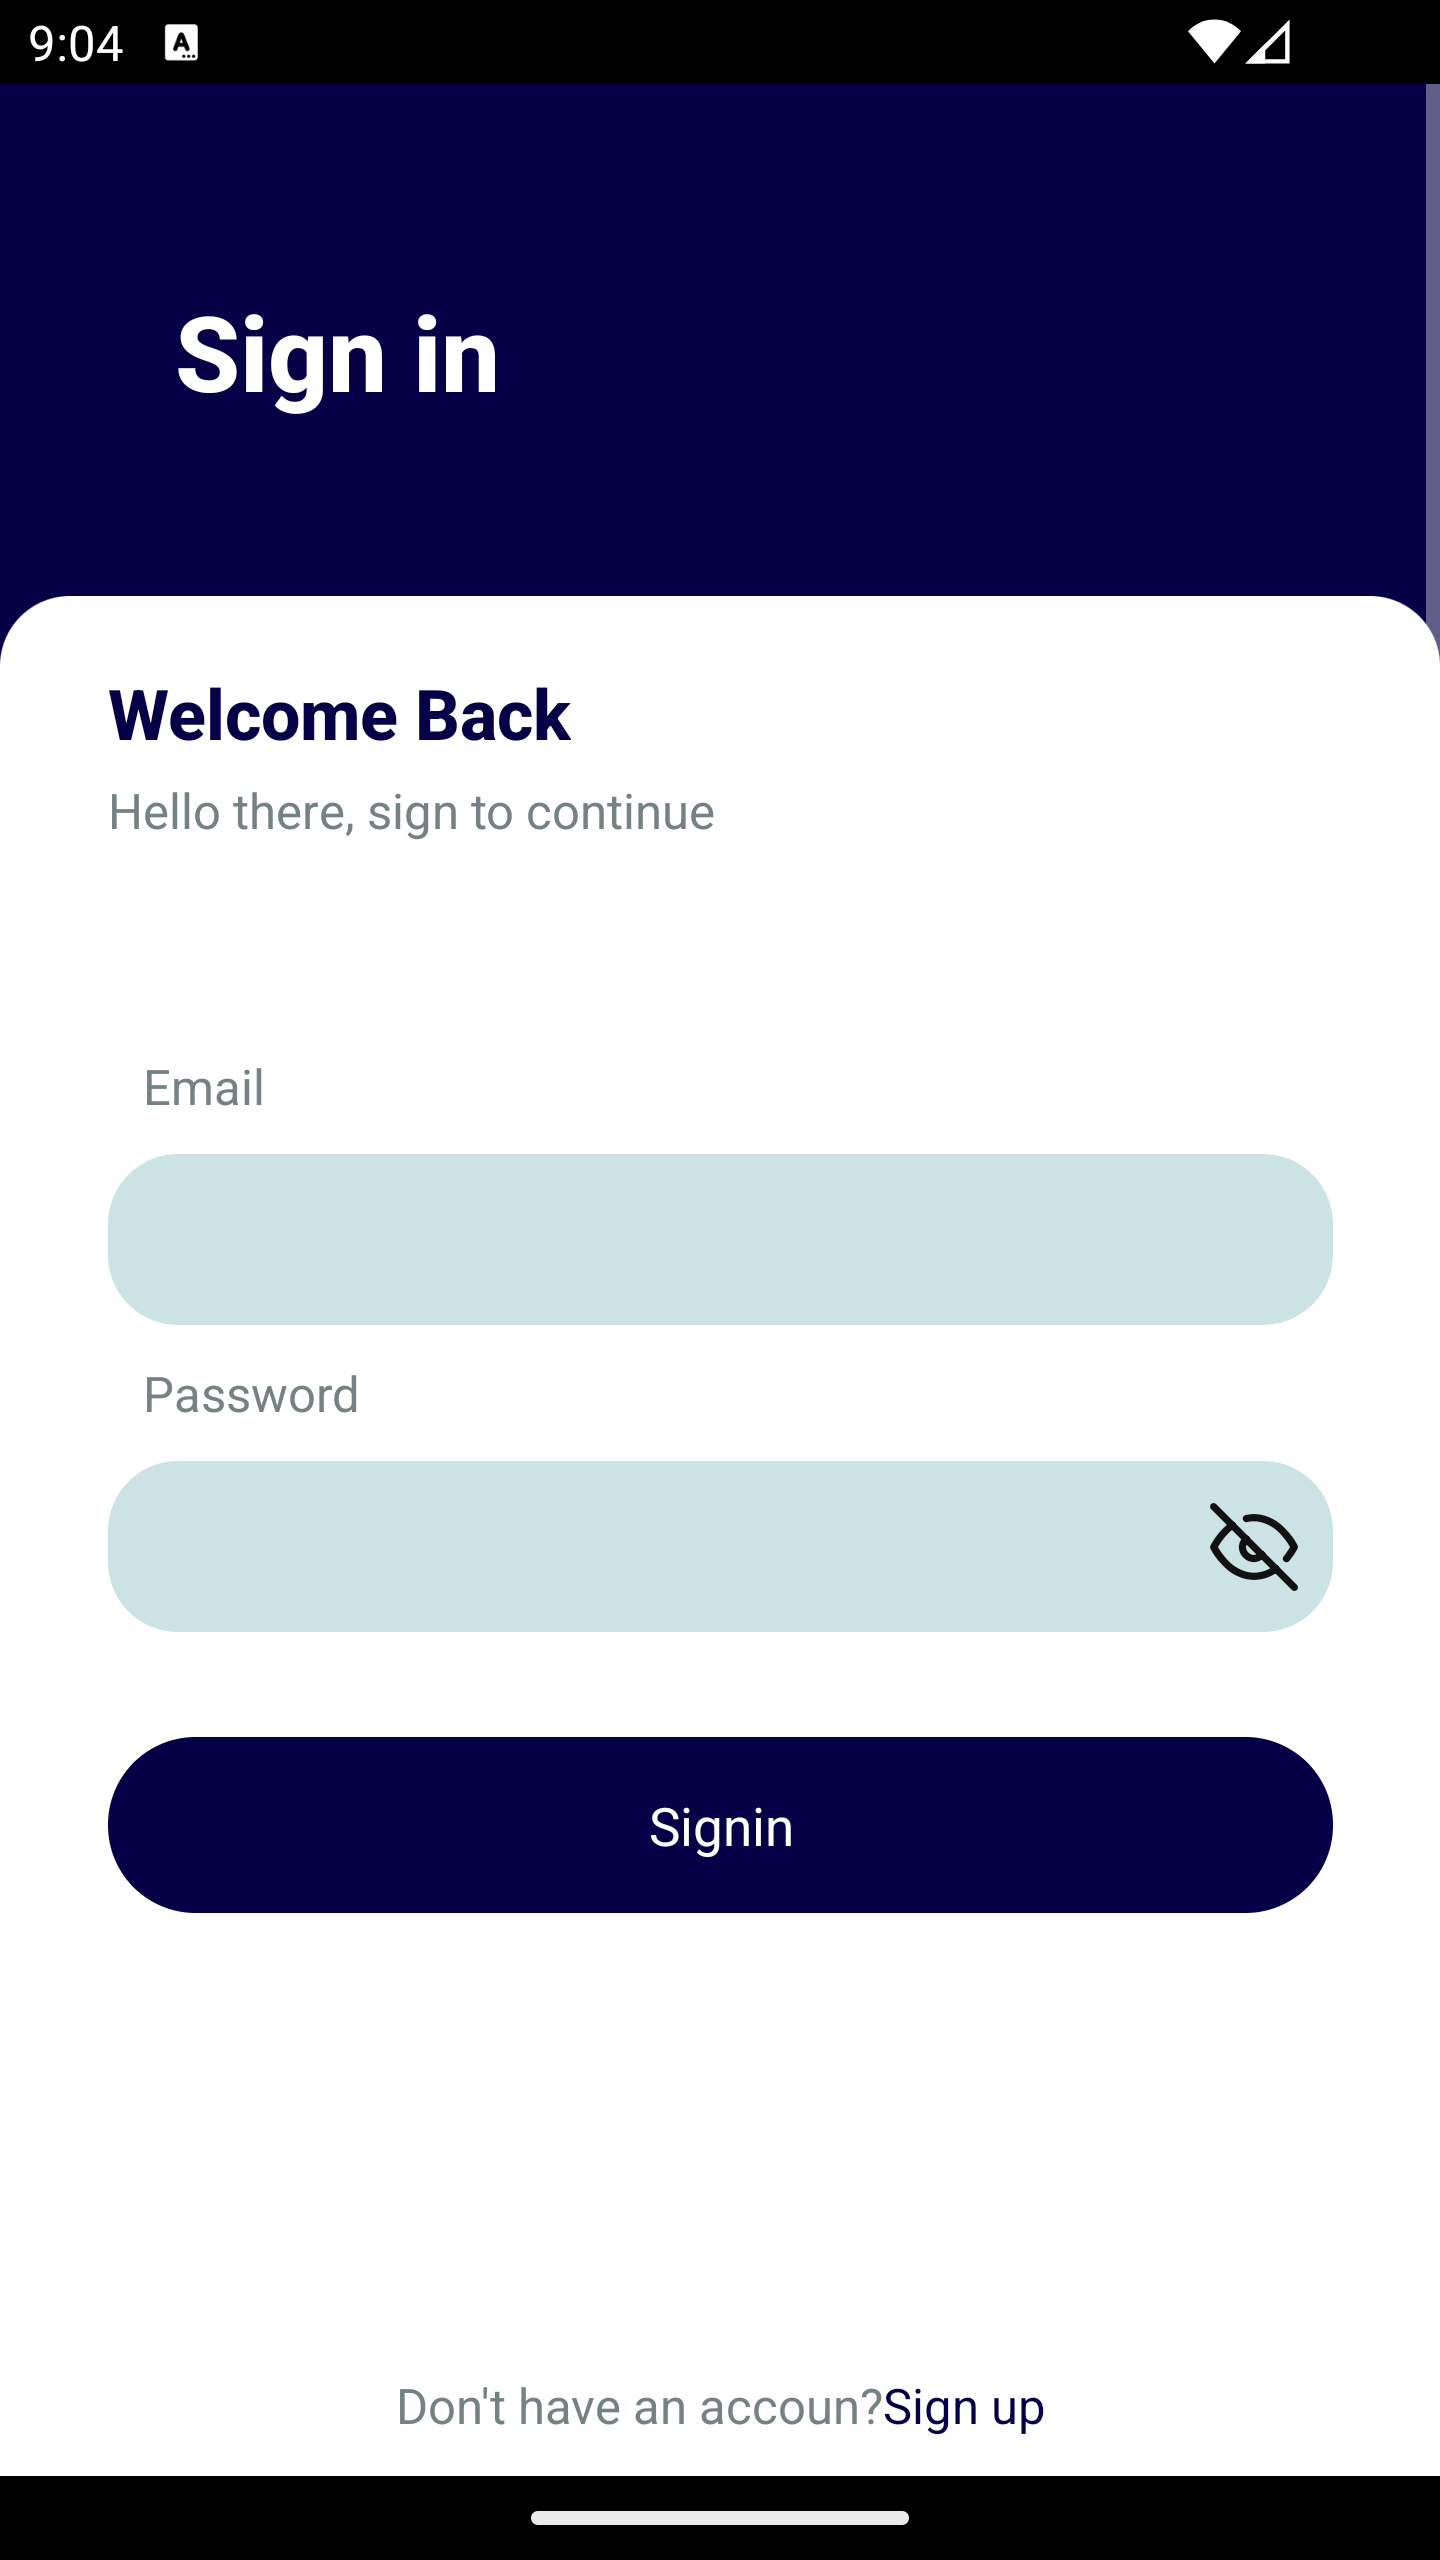 9:04
Sign in
Welcome Back
Hello there, sign to continue
Email
Password
Signin
Don't have an accoun?Sign up